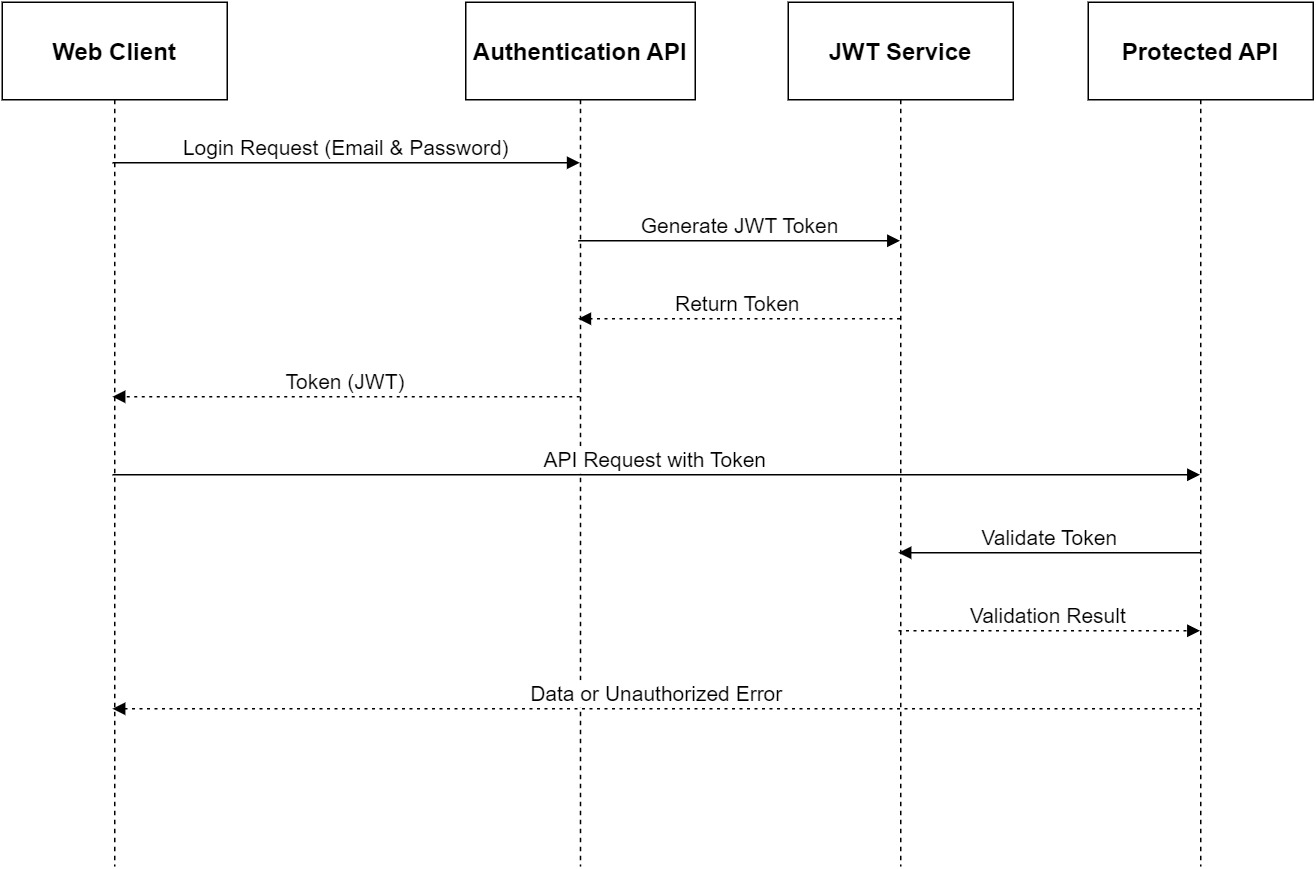 Web Client
Authentication API
JWT Service
Protected API
Login Request (Email & Password)
Generate JWT Token
Return Token
Token (JWT)
API Request with Token
Validate Token
Validation Result
Data or Unauthorized Error